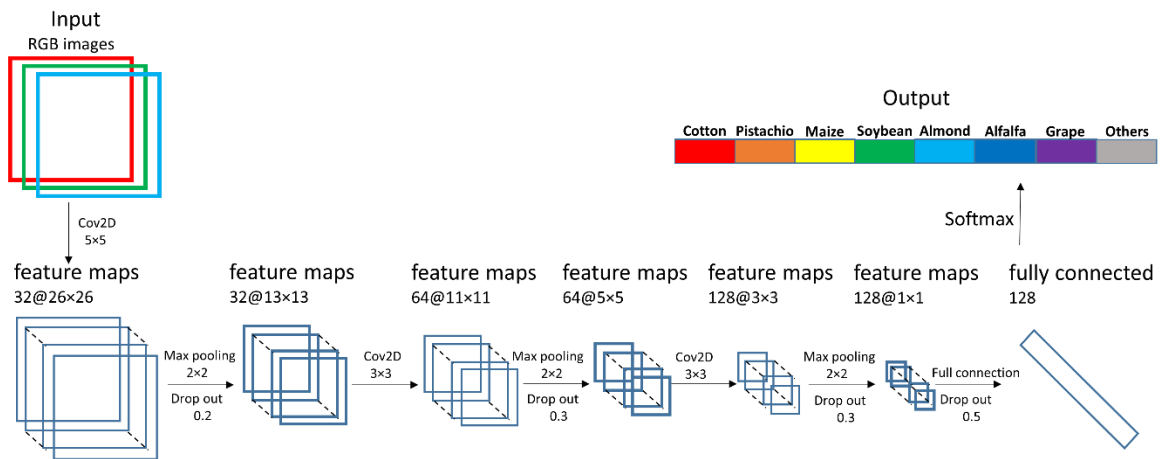 Input
RGB images
Cov2D
5×5
Output
Cotton Pistachio Maize Soybean Almond Alfalfa Grape Others
Softmax
feature maps
32@26×26
feature maps
32@13×13
feature maps
64@11×11
feature maps
64@5×5
feature maps
128@3×3
feature maps
128@1×1
fully connected
128
Max pooling
2×2
Drop out
0.2
Cov2D
3×3
Max pooling
2×2
Drop out
0.3
Cov2D
3×3
Max pooling
2×2
Drop out
0.3
Full connection
Drop out
0.5